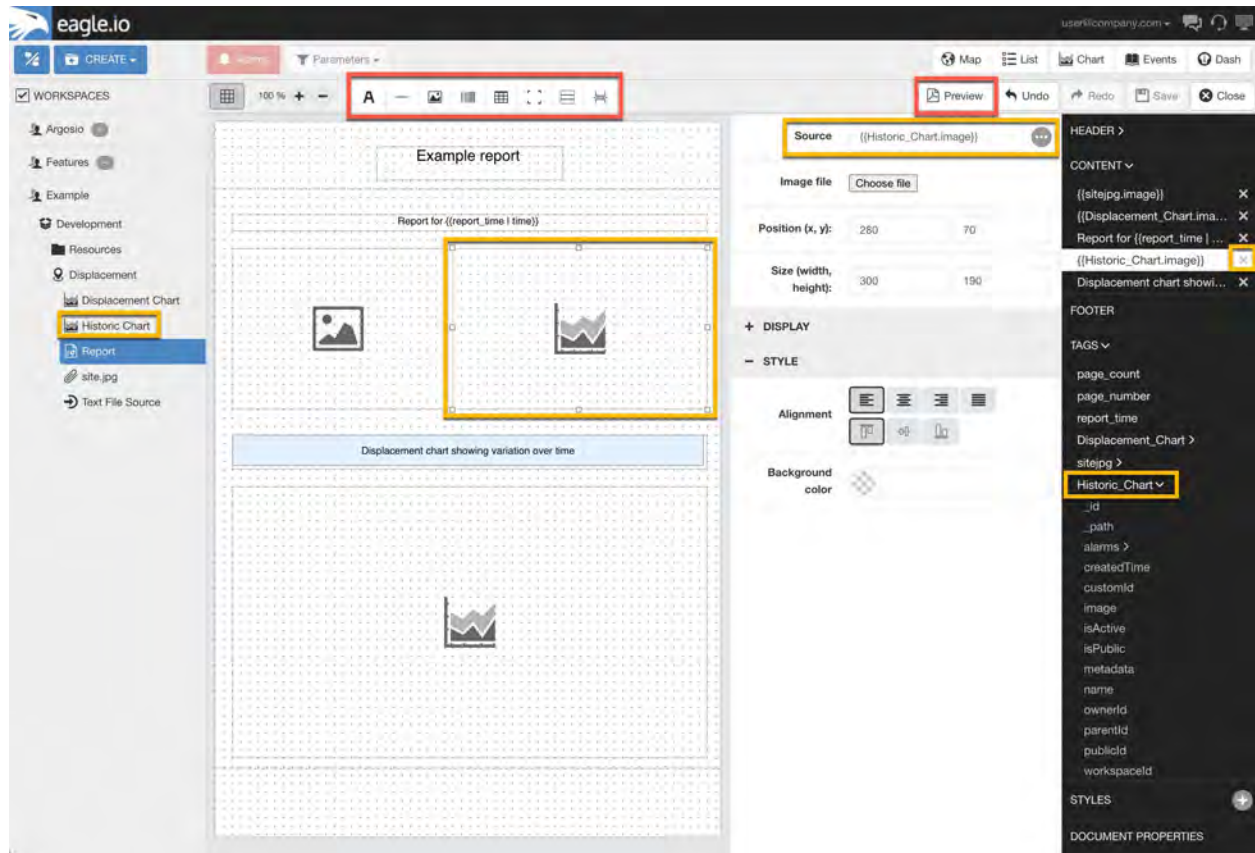 eagle.io
user@company.com
CREATE
Alarms
Parameters
Map
List
Chart
Events
Dash
WORKSPACES
100 %
A
Preview
Undo
Redo
Save
Close
Argosio
Features
Example
Development
Resources
Displacement
Displacement Chart
Historic Chart
Report
site.jpg
Text File Source
Example report
Report for {{report_time | time}}
Displacement chart showing variation over time
Source {{Historic_Chart.image}}
Image file Choose file
Position (x, y): 280 70
Size (width,
height): 300 190
+ DISPLAY
− STYLE
Alignment
Background
color
HEADER >
CONTENT
{{sitejpg.image}}
{{Displacement_Chart.ima...
Report for {{report_time | ...
{{Historic_Chart.image}}
Displacement chart showi...
FOOTER
TAGS
page_count
page_number
report_time
Displacement_Chart >
sitejpg >
Historic_Chart
_id
_path
alarms >
createdTime
customId
image
isActive
isPublic
metadata
name
ownerId
parentId
publicId
workspaceId
STYLES
DOCUMENT PROPERTIES